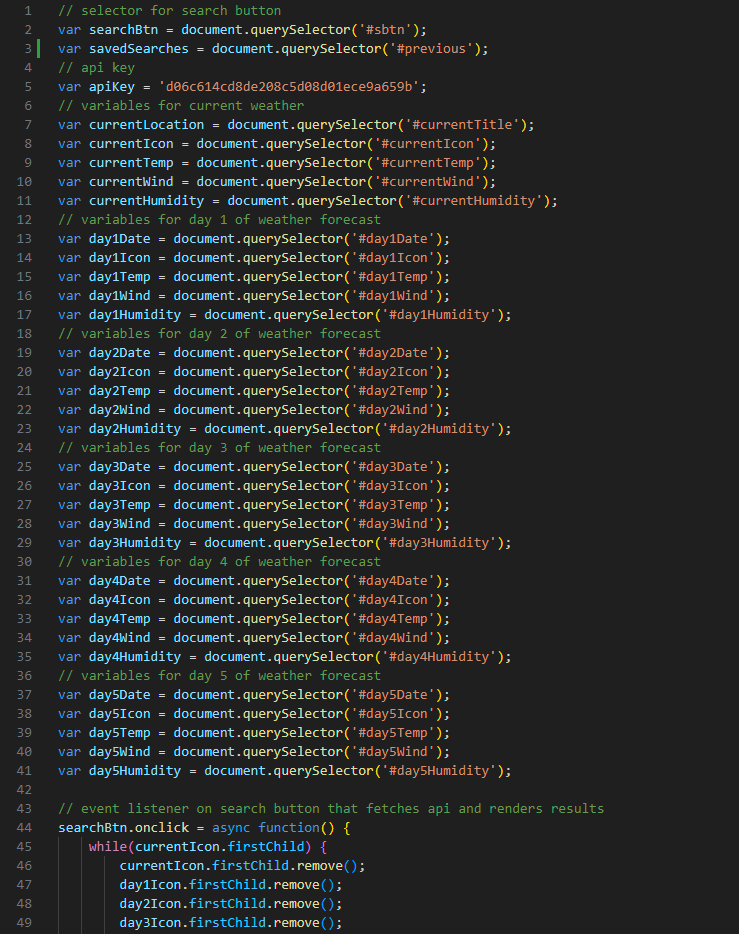 1 // selector for search button
2 var searchBtn = document.querySelector('#sbtn');
3 var savedSearches = document.querySelector('#previous');
4 // api key
5 var apiKey = 'd06c614cd8de208c5d08d01ece9a659b';
6 // variables for current weather
7 var currentLocation = document.querySelector('#currentTitle');
8 var currentIcon = document.querySelector('#currentIcon');
9 var currentTemp = document.querySelector('#currentTemp');
10 var currentWind = document.querySelector('#currentWind');
11 var currentHumidity = document.querySelector('#currentHumidity');
12 // variables for day 1 of weather forecast
13 var day1Date = document.querySelector('#day1Date');
14 var day1Icon = document.querySelector('#day1Icon');
15 var day1Temp = document.querySelector('#day1Temp');
16 var day1Wind = document.querySelector('#day1Wind');
17 var day1Humidity = document.querySelector('#day1Humidity');
18 // variables for day 2 of weather forecast
19 var day2Date = document.querySelector('#day2Date');
20 var day2Icon = document.querySelector('#day2Icon');
21 var day2Temp = document.querySelector('#day2Temp');
22 var day2Wind = document.querySelector('#day2Wind');
23 var day2Humidity = document.querySelector('#day2Humidity');
24 // variables for day 3 of weather forecast
25 var day3Date = document.querySelector('#day3Date');
26 var day3Icon = document.querySelector('#day3Icon');
27 var day3Temp = document.querySelector('#day3Temp');
28 var day3Wind = document.querySelector('#day3Wind');
29 var day3Humidity = document.querySelector('#day3Humidity');
30 // variables for day 4 of weather forecast
31 var day4Date = document.querySelector('#day4Date');
32 var day4Icon = document.querySelector('#day4Icon');
33 var day4Temp = document.querySelector('#day4Temp');
34 var day4Wind = document.querySelector('#day4Wind');
35 var day4Humidity = document.querySelector('#day4Humidity');
36 // variables for day 5 of weather forecast
37 var day5Date = document.querySelector('#day5Date');
38 var day5Icon = document.querySelector('#day5Icon');
39 var day5Temp = document.querySelector('#day5Temp');
40 var day5Wind = document.querySelector('#day5Wind');
41 var day5Humidity = document.querySelector('#day5Humidity');
42
43 // event listener on search button that fetches api and renders results
44 searchBtn.onclick = async function() {
45     while(currentIcon.firstChild) {
46         currentIcon.firstChild.remove();
47         day1Icon.firstChild.remove();
48         day2Icon.firstChild.remove();
49         day3Icon.firstChild.remove();